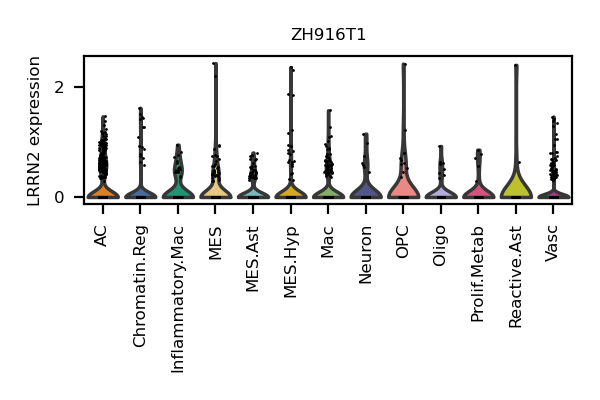 ZH916T1
LRRN2 expression
2
0
AC
Chromatin.Reg
Inflammatory.Mac
MES
MES.Ast
MES.Hyp
Mac
Neuron
OPC
Oligo
Prolif.Metab
Reactive.Ast
Vasc